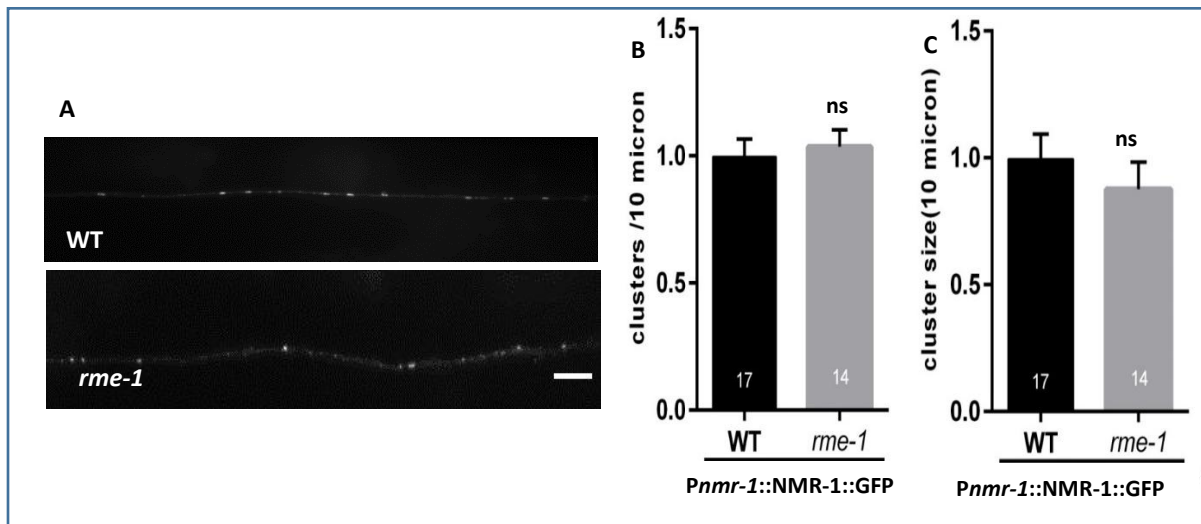 A
WT
rme-1
B
clusters /10 micron
1.5
1.0
0.5
0.0
ns
17
14
WT rme-1
Pnmr-1::NMR-1::GFP
C
cluster size(10 micron)
1.5
1.0
0.5
0.0
ns
17
14
WT rme-1
Pnmr-1::NMR-1::GFP